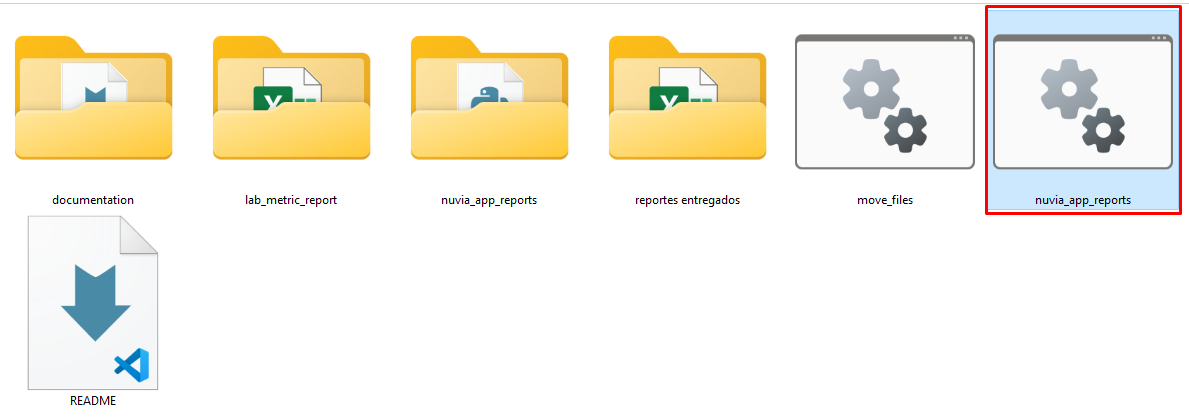 documentation
lab_metric_report
nuvia_app_reports
reportes entregados
move_files
nuvia_app_reports
README